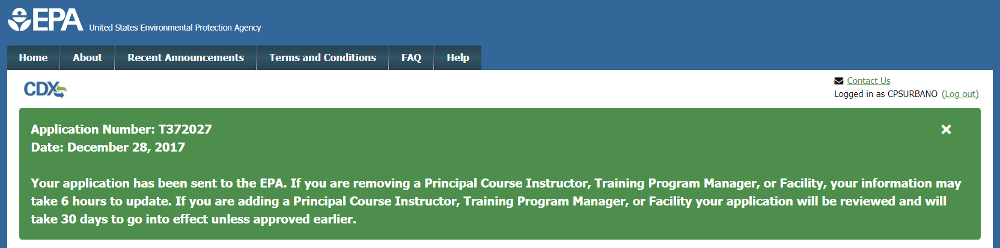 EPA United States Environmental Protection Agency
Home About Recent Announcements Terms and Conditions FAQ Help
CDX
Contact Us
Logged in as CPSURBANO (Log out)
Application Number: T372027
Date: December 28, 2017
Your application has been sent to the EPA. If you are removing a Principal Course Instructor, Training Program Manager, or Facility, your information may
take 6 hours to update. If you are adding a Principal Course Instructor, Training Program Manager, or Facility your application will be reviewed and will
take 30 days to go into effect unless approved earlier.